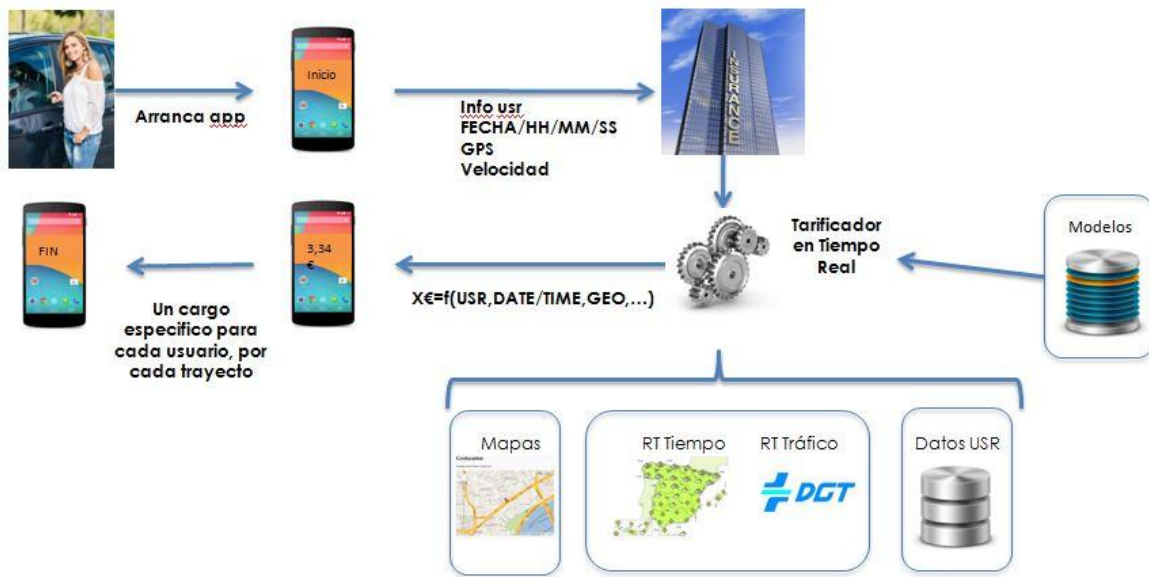 Inicio
Arranca app
Info usr
FECHA/HH/MM/SS
GPS
Velocidad
INSURANCE
FIN
3,34
€
Un cargo
especifico para
cada usuario, por
cada trayecto
X€=f(USR,DATE/TIME,GEO,...)
Tarificador
en Tiempo
Real
Modelos
Mapas
RT Tiempo
RT Tráfico
DGT
Datos USR